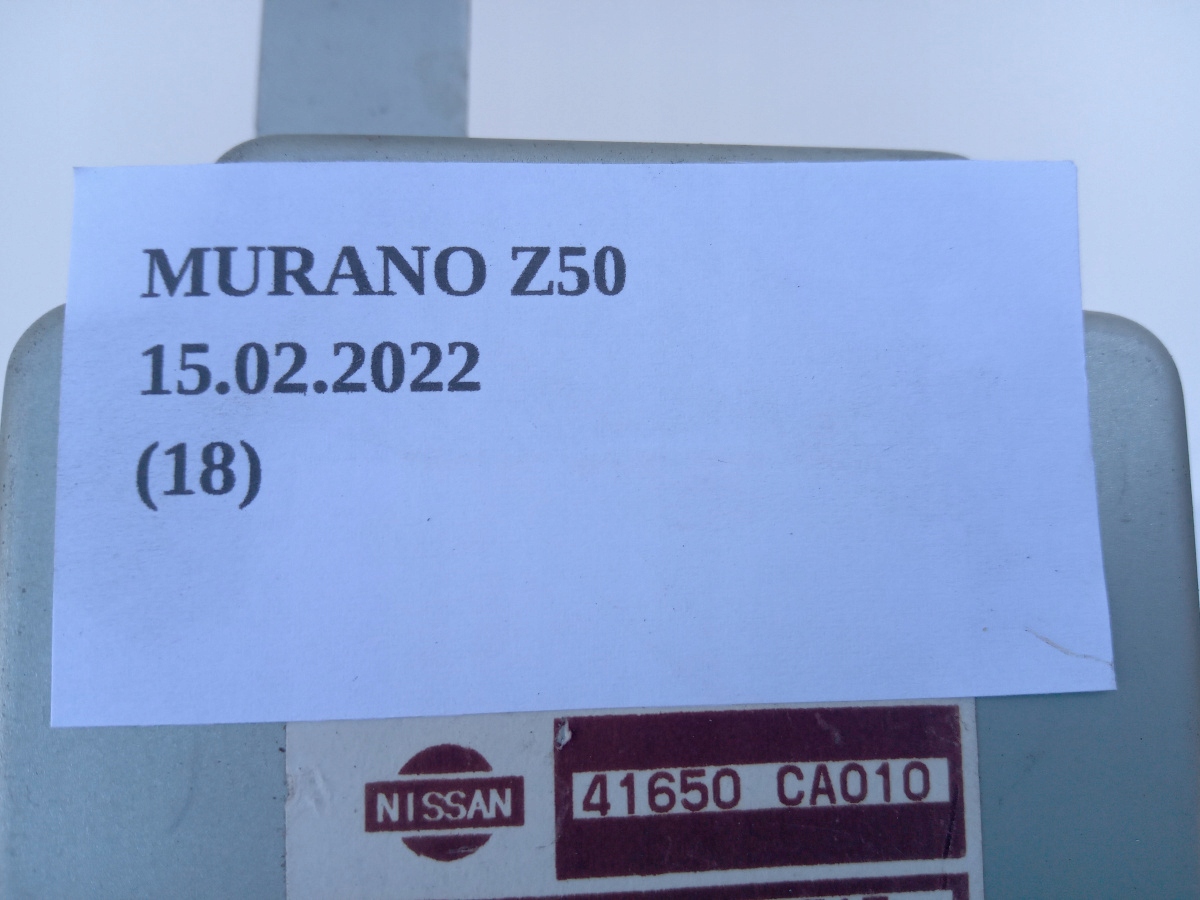 MURANO Z50
15.02.2022
(18)
NISSAN
41650 CA010